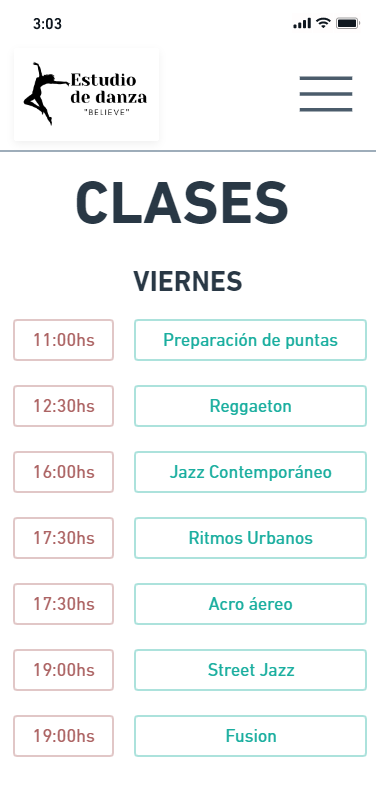 3:03
Estudio
de danza
"BELIEVE"
CLASES
VIERNES
11:00hs Preparación de puntas
12:30hs Reggaeton
16:00hs Jazz Contemporáneo
17:30hs Ritmos Urbanos
17:30hs Acro áereo
19:00hs Street Jazz
19:00hs Fusion